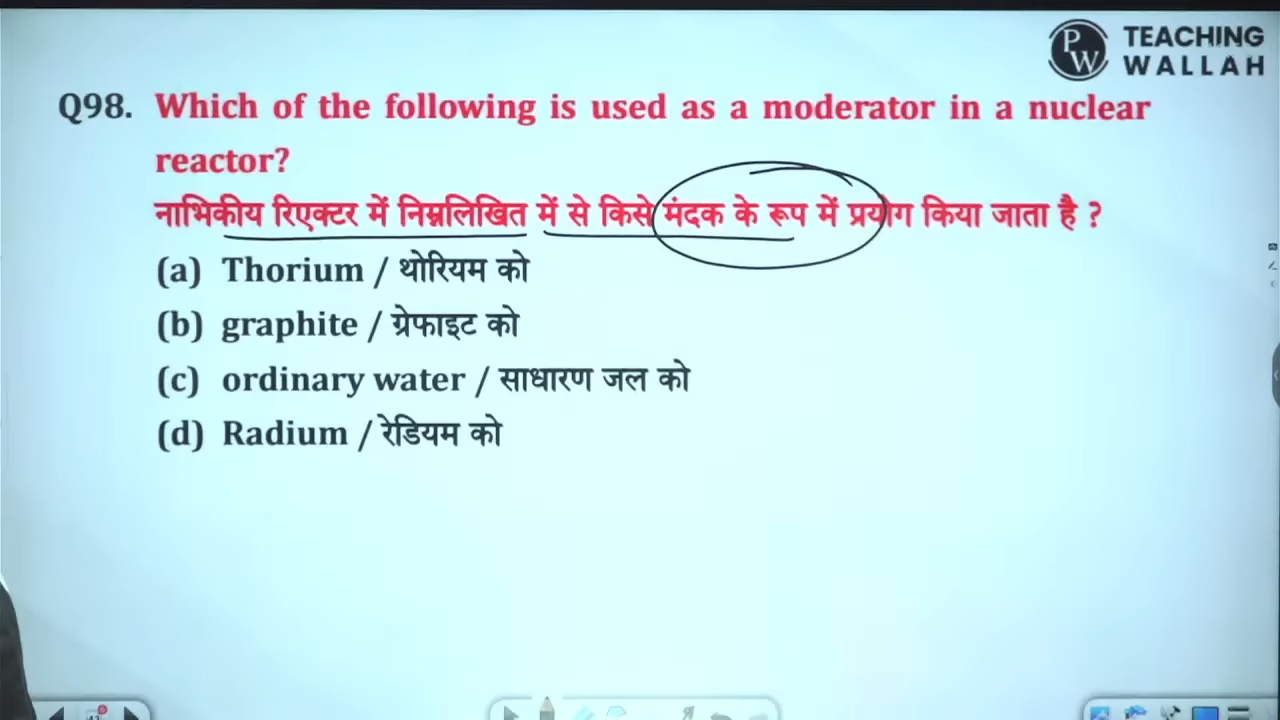 PW TEACHING
WALLAH
Q98. Which of the following is used as a moderator in a nuclear
reactor?
नाभिकीय रिएक्टर में निम्नलिखित में से किसे मंदक के रूप में प्रयोग किया जाता है ?
(a) Thorium / थोरियम को
(b) graphite / ग्रेफाइट को
(c) ordinary water / साधारण जल को
(d) Radium / रेडियम को